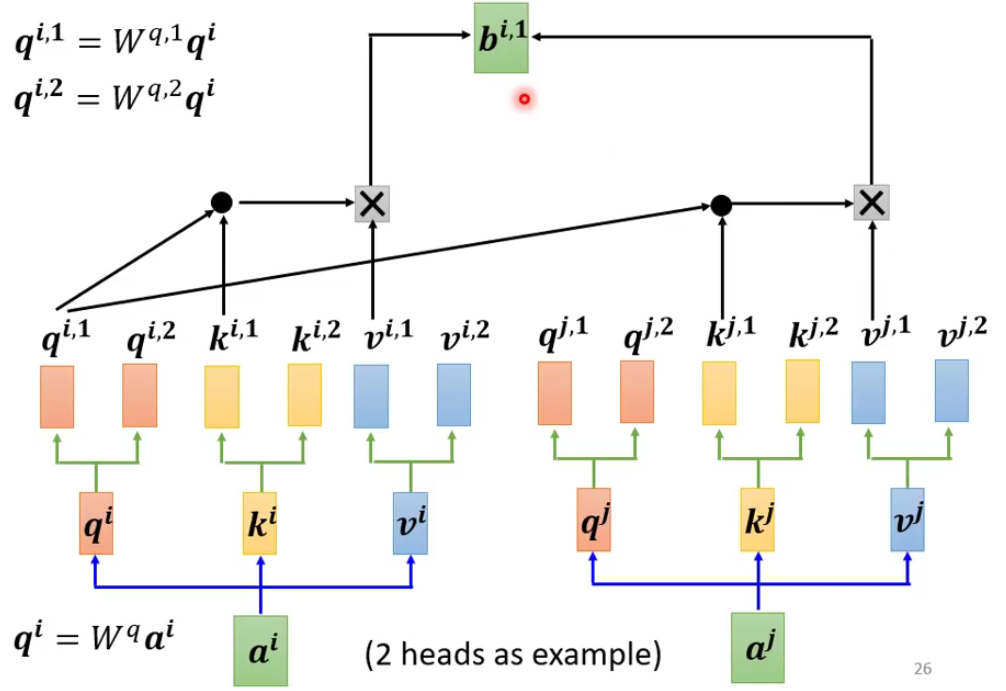 q^{i,1} = W^{q,1}q^i
q^{i,2} = W^{q,2}q^i
b^{i,1}
q^{i,1} q^{i,2} k^{i,1} k^{i,2} v^{i,1} v^{i,2} q^{j,1} q^{j,2} k^{j,1} k^{j,2} v^{j,1} v^{j,2}
q^i k^i v^i q^j k^j v^j
q^i = W^q a^i
a^i
(2 heads as example)
a^j
26